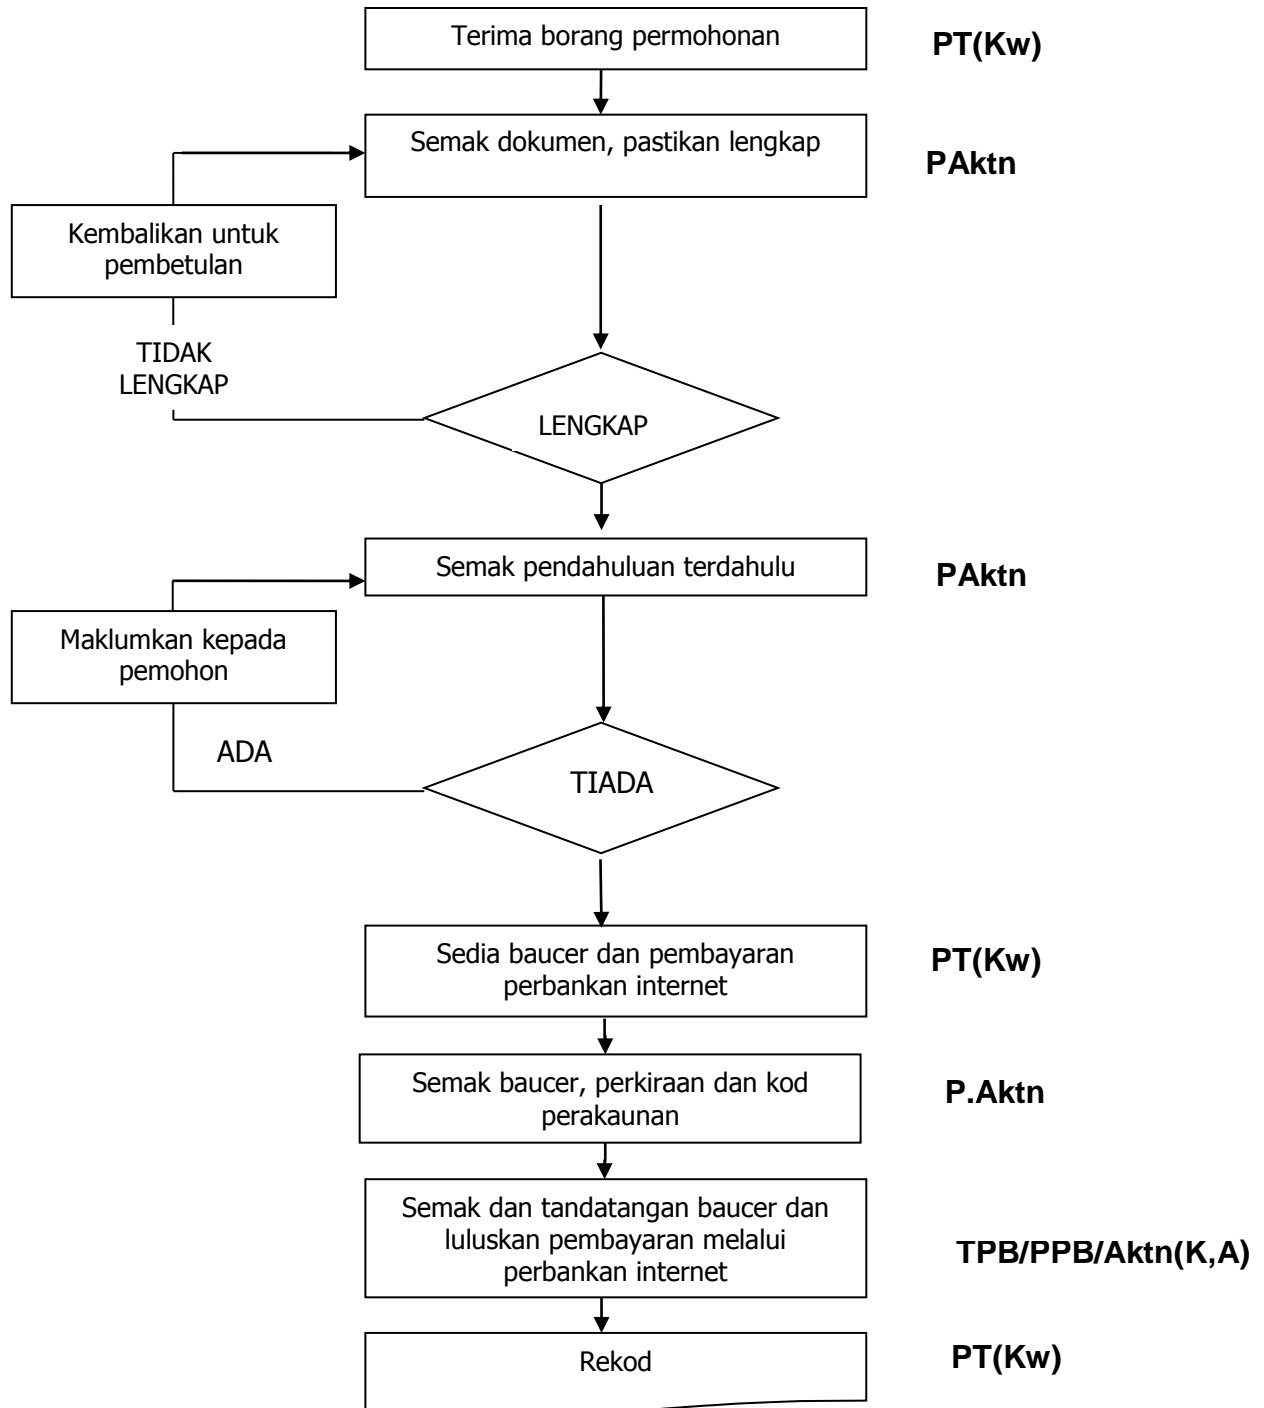 Terima borang permohonan
PT(Kw)
Semak dokumen, pastikan lengkap
PAktn
Kembalikan untuk
pembetulan
TIDAK
LENGKAP
LENGKAP
Semak pendahuluan terdahulu
PAktn
Maklumkan kepada
pemohon
ADA
TIADA
Sedia baucer dan pembayaran
perbankan internet
PT(Kw)
Semak baucer, perkiraan dan kod
perakaunan
P.Aktn
Semak dan tandatangan baucer dan
luluskan pembayaran melalui
perbankan internet
TPB/PPB/Aktn(K,A)
Rekod
PT(Kw)